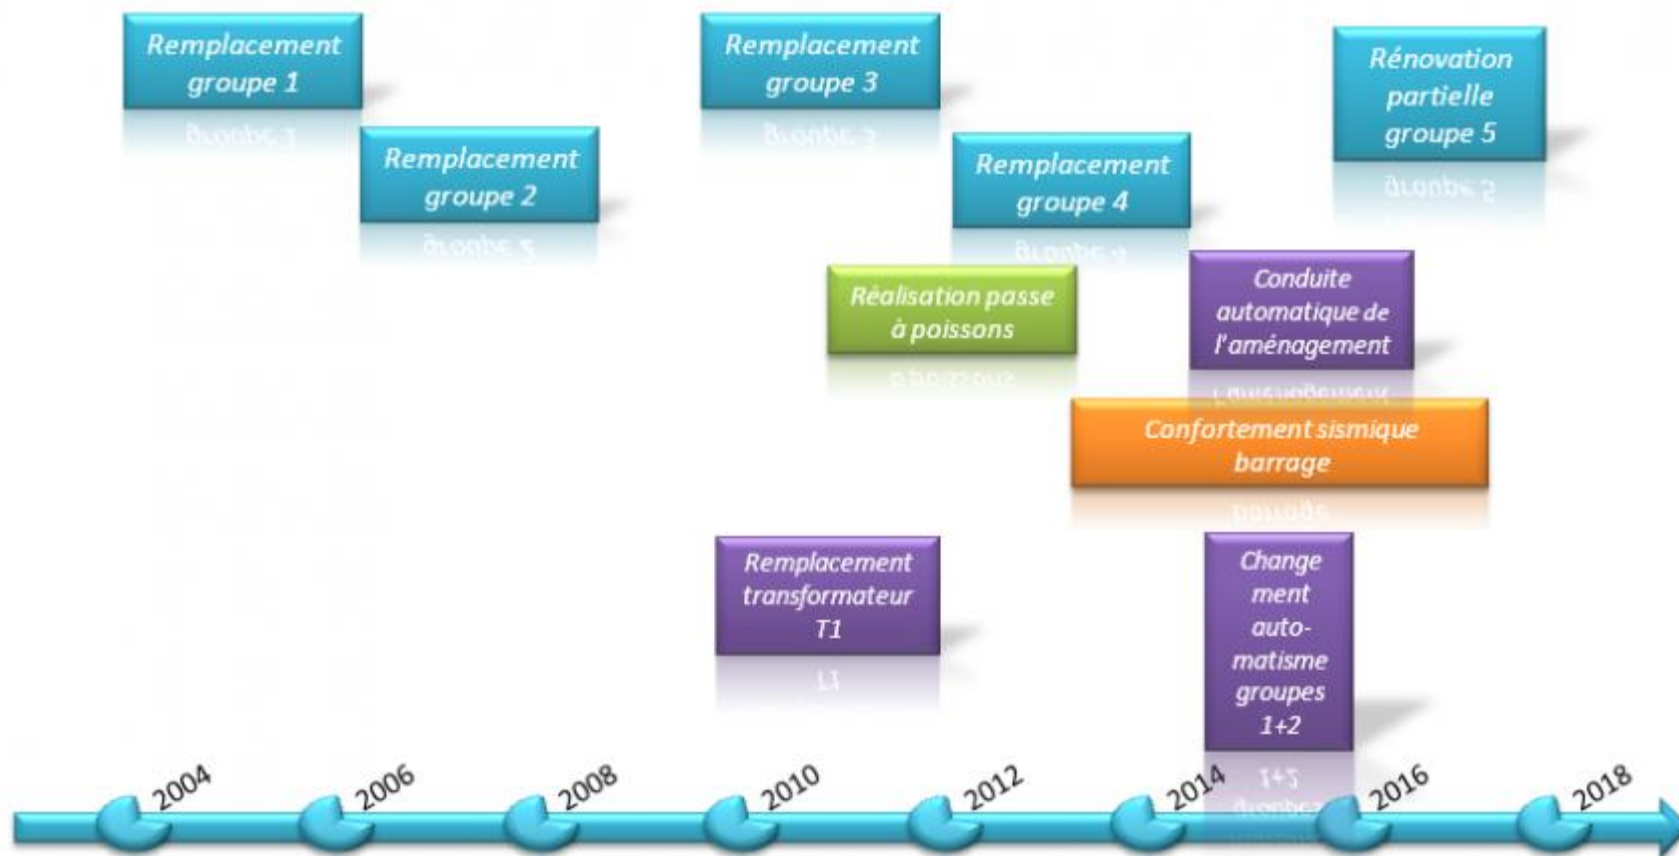 Remplacement
groupe 1
Remplacement
groupe 2
Remplacement
groupe 3
Remplacement
groupe 4
Rénovation
partielle
groupe 5
Réalisation passe
à poissons
Conduite
automatique de
l'aménagement
Confortement sismique
barrage
Remplacement
transformateur
T1
Change
ment
auto-
matisme
groupes
1+2
2004
2006
2008
2010
2012
2014
2016
2018